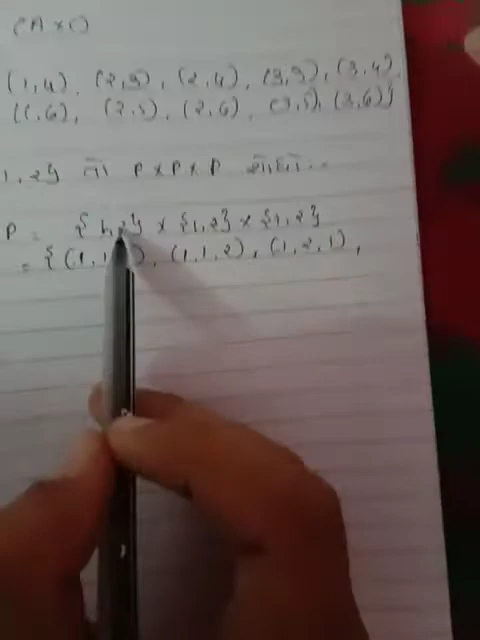 (A × C)
(1,4), (2,3), (2,4), (3,3), (3,4),
(1,6), (2,5), (2,6), (3,5), (3,6)}
1, 2} તો P × P × P શોધો..
P = {1,2} × {1,2} × {1,2}
= {(1,1 ), (1,1,2), (1,2,1),